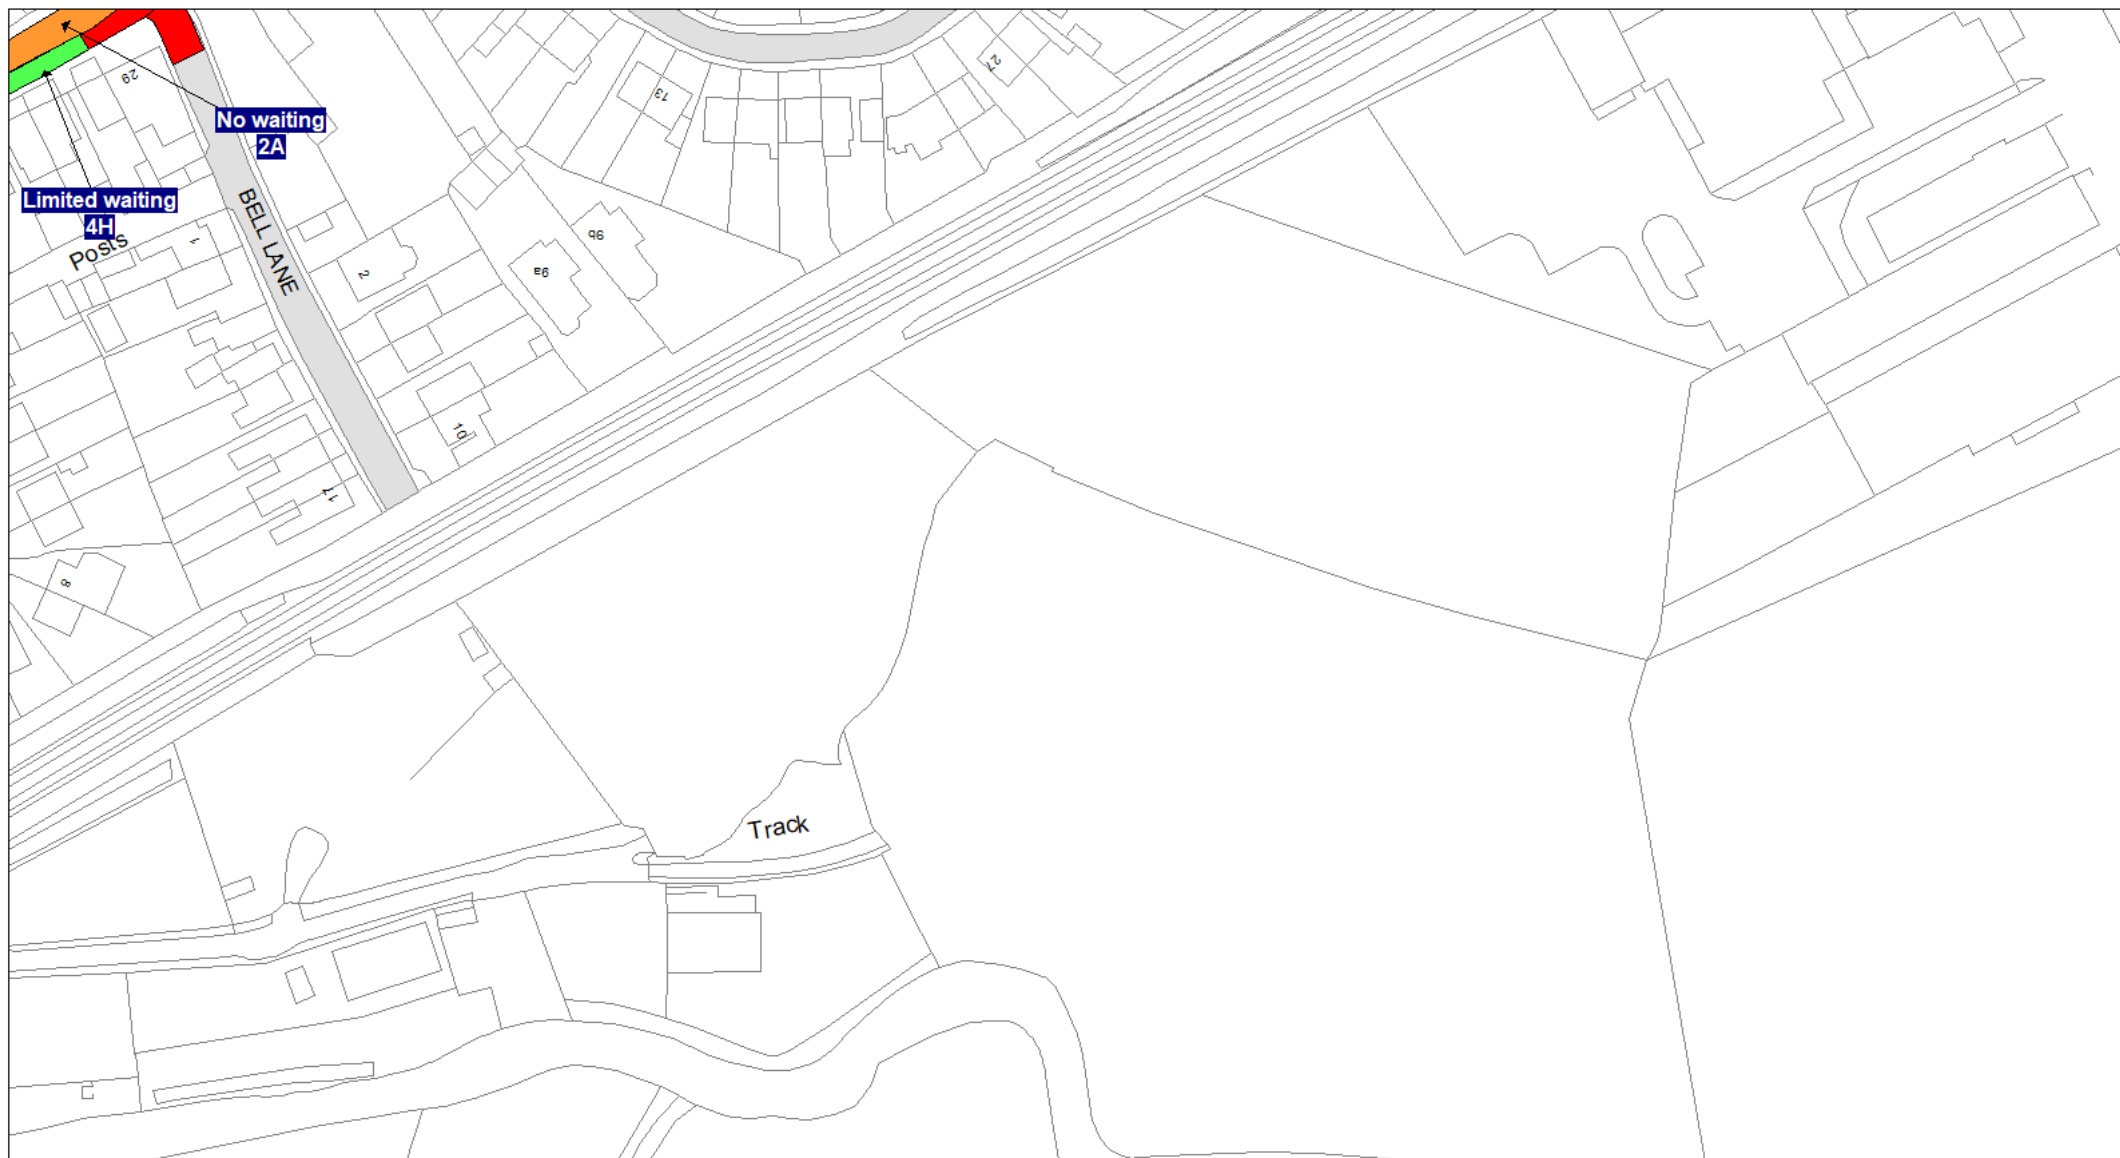 29
No waiting
2A
Limited waiting
4H
Posts
BELL LANE
1
2
9a
9b
13
27
10
17
8
Track